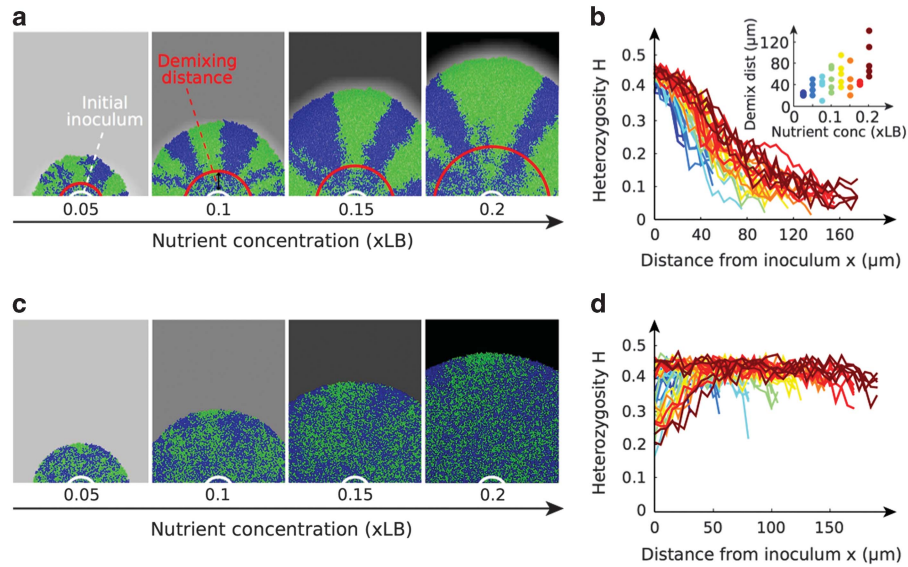 a
Initial
inoculum
Demixing
distance
0.05
0.1
0.15
0.2
Nutrient concentration (xLB)
b
Heterozygosity H
0.5
0.4
0.3
0.2
0.1
0
0
40
80
120
160
Distance from inoculum x (µm)
Demix dist (µm)
120
80
40
0
0
0.1
0.2
Nutrient conc (xLB)
c
0.05
0.1
0.15
0.2
Nutrient concentration (xLB)
d
Heterozygosity H
0.5
0.4
0.3
0.2
0.1
0
0
50
100
150
Distance from inoculum x (µm)